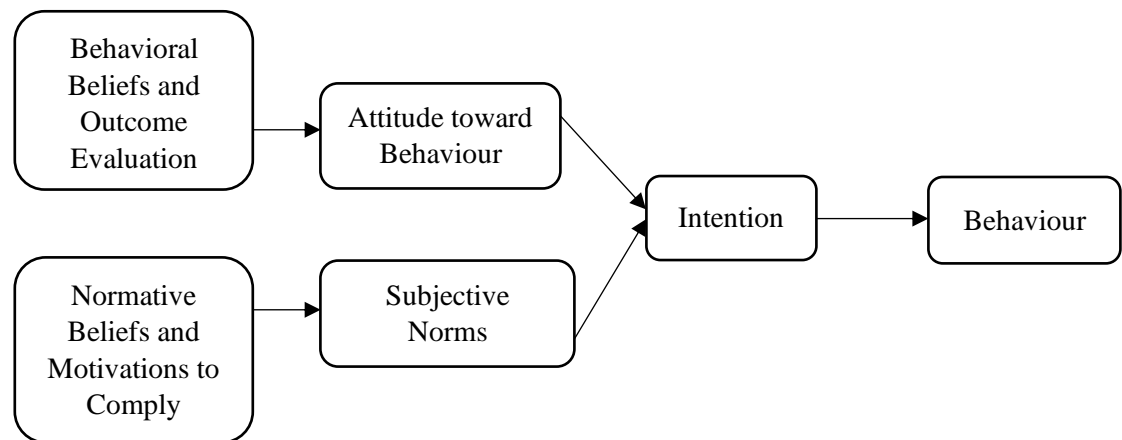 Behavioral
Beliefs and
Outcome
Evaluation
Attitude toward
Behaviour
Intention
Behaviour
Normative
Beliefs and
Motivations to
Comply
Subjective
Norms